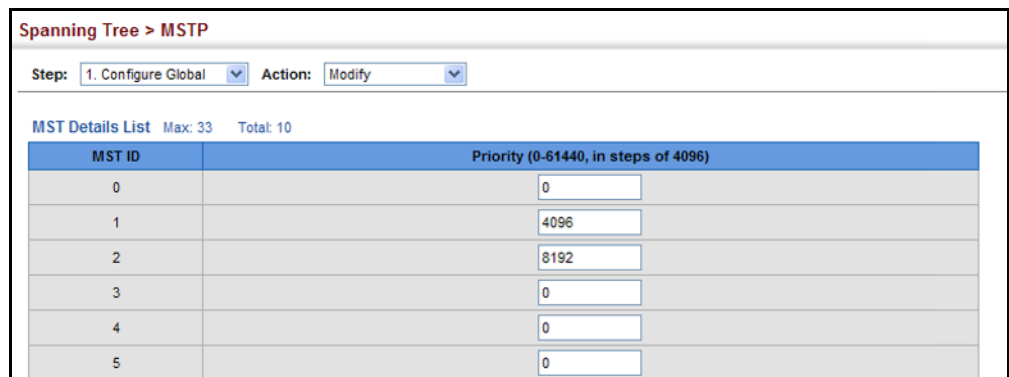 Spanning Tree > MSTP
Step: 1. Configure Global Action: Modify
MST Details List Max: 33 Total: 10
MST ID Priority (0-61440, in steps of 4096)
0 0
1 4096
2 8192
3 0
4 0
5 0